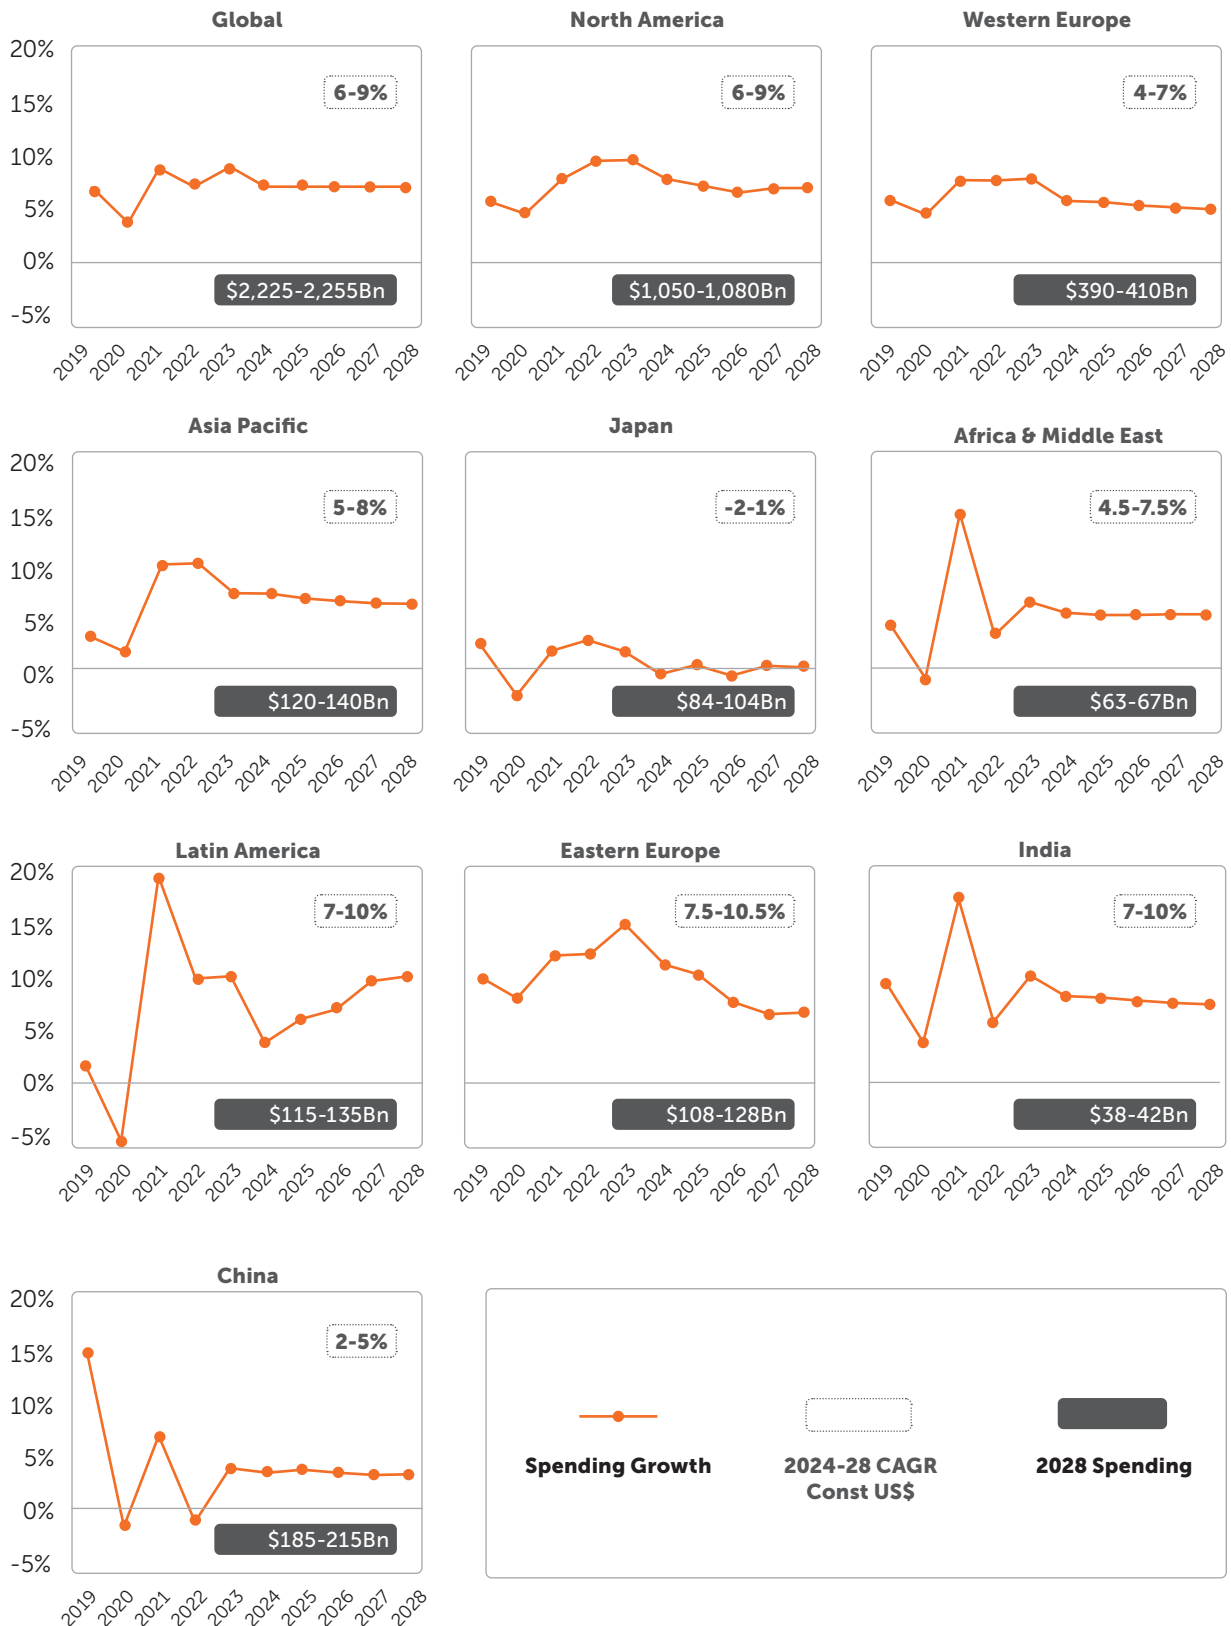 Global
North America
Western Europe
20%
15%
10%
5%
0%
-5%
6-9%
$2,225-2,255Bn
6-9%
$1,050-1,080Bn
4-7%
$390-410Bn
2019 2020 2021 2022 2023 2024 2025 2026 2027 2028
2019 2020 2021 2022 2023 2024 2025 2026 2027 2028
2019 2020 2021 2022 2023 2024 2025 2026 2027 2028
Asia Pacific
Japan
Africa & Middle East
20%
15%
10%
5%
0%
-5%
5-8%
$120-140Bn
-2-1%
$84-104Bn
4.5-7.5%
$63-67Bn
2019 2020 2021 2022 2023 2024 2025 2026 2027 2028
2019 2020 2021 2022 2023 2024 2025 2026 2027 2028
2019 2020 2021 2022 2023 2024 2025 2026 2027 2028
Latin America
Eastern Europe
India
20%
15%
10%
5%
0%
-5%
7-10%
$115-135Bn
7.5-10.5%
$108-128Bn
7-10%
$38-42Bn
2019 2020 2021 2022 2023 2024 2025 2026 2027 2028
2019 2020 2021 2022 2023 2024 2025 2026 2027 2028
2019 2020 2021 2022 2023 2024 2025 2026 2027 2028
China
20%
15%
10%
5%
0%
-5%
2-5%
$185-215Bn
2019 2020 2021 2022 2023 2024 2025 2026 2027 2028
Spending Growth
2024-28 CAGR
Const US$
2028 Spending